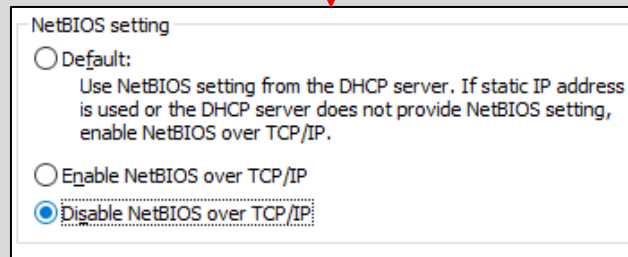 NetBIOS setting
Default:
Use NetBIOS setting from the DHCP server. If static IP address
is used or the DHCP server does not provide NetBIOS setting,
enable NetBIOS over TCP/IP.
Enable NetBIOS over TCP/IP
Disable NetBIOS over TCP/IP